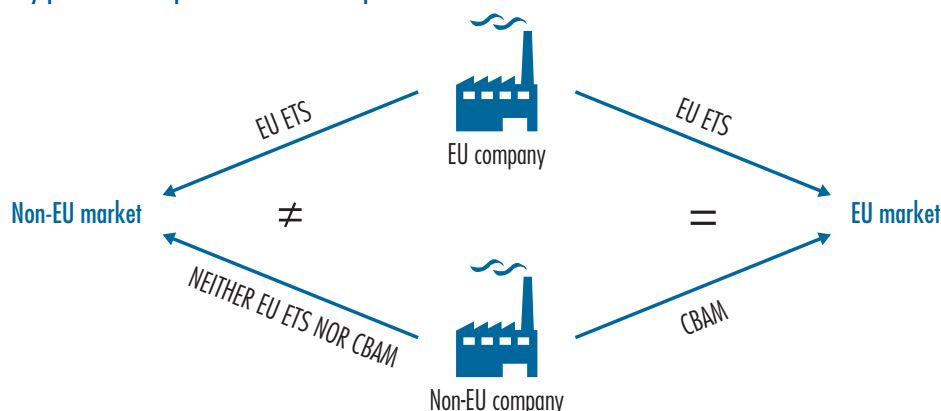 EU ETS
EU ETS
EU company
Non-EU market
≠
=
EU market
NEITHER EU ETS NOR CBAM
CBAM
Non-EU company